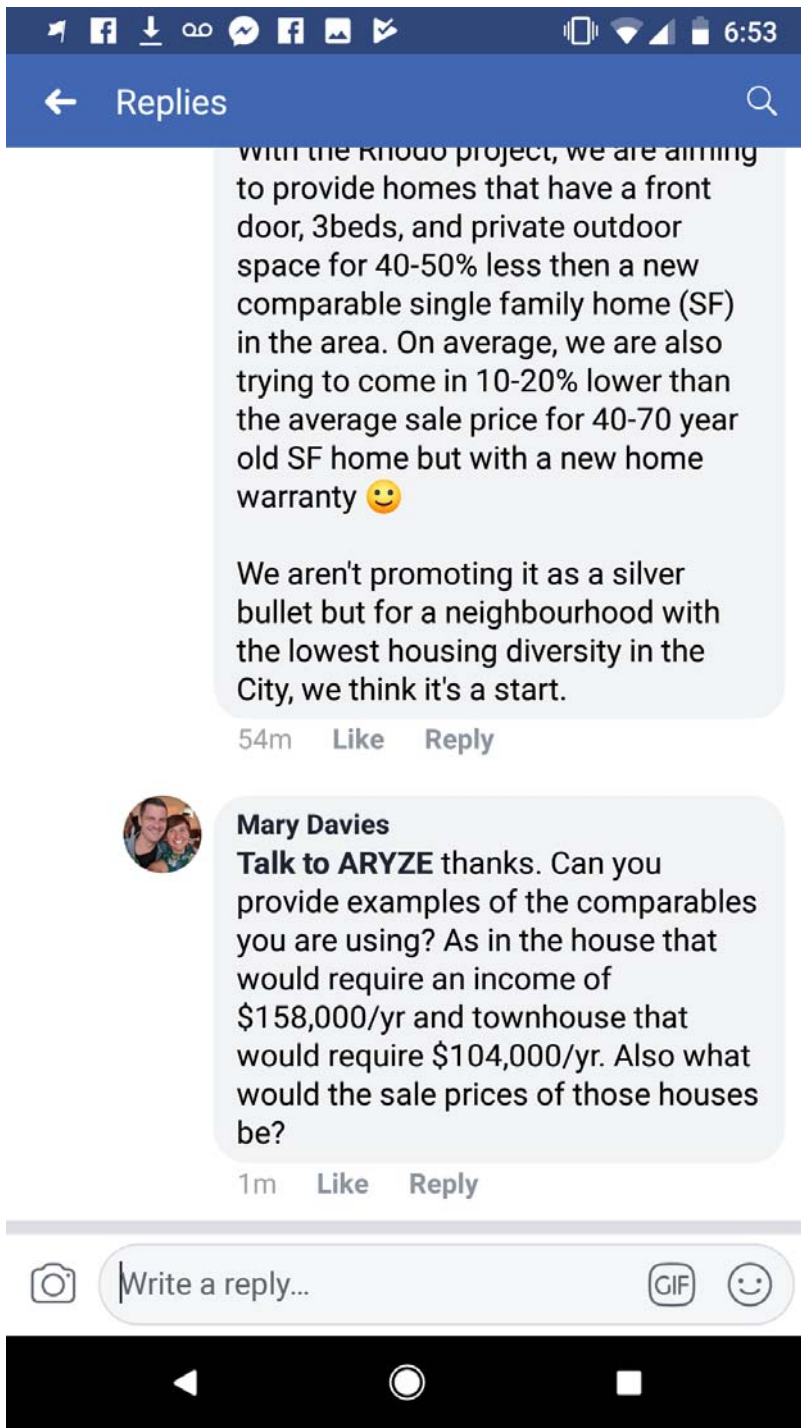 6:53
Replies
With the Rhodo project, we are aiming
to provide homes that have a front
door, 3beds, and private outdoor
space for 40-50% less then a new
comparable single family home (SF)
in the area. On average, we are also
trying to come in 10-20% lower than
the average sale price for 40-70 year
old SF home but with a new home
warranty 🙂
We aren't promoting it as a silver
bullet but for a neighbourhood with
the lowest housing diversity in the
City, we think it's a start.
54m Like Reply
Mary Davies
Talk to ARYZE thanks. Can you
provide examples of the comparables
you are using? As in the house that
would require an income of
$158,000/yr and townhouse that
would require $104,000/yr. Also what
would the sale prices of those houses
be?
1m Like Reply
Write a reply...
GIF